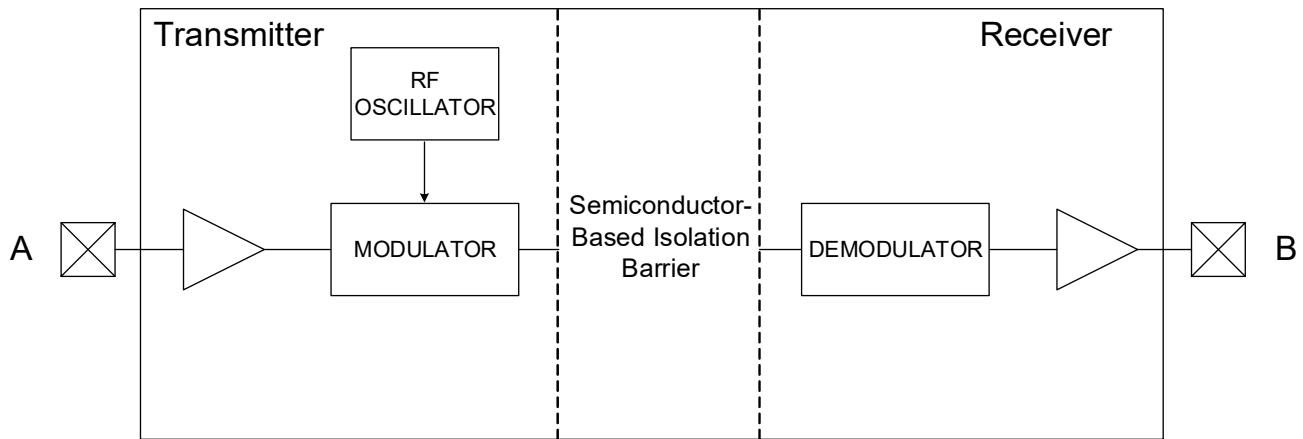 Transmitter
Receiver
RF
OSCILLATOR
A
MODULATOR
Semiconductor-
Based Isolation
Barrier
DEMODULATOR
B